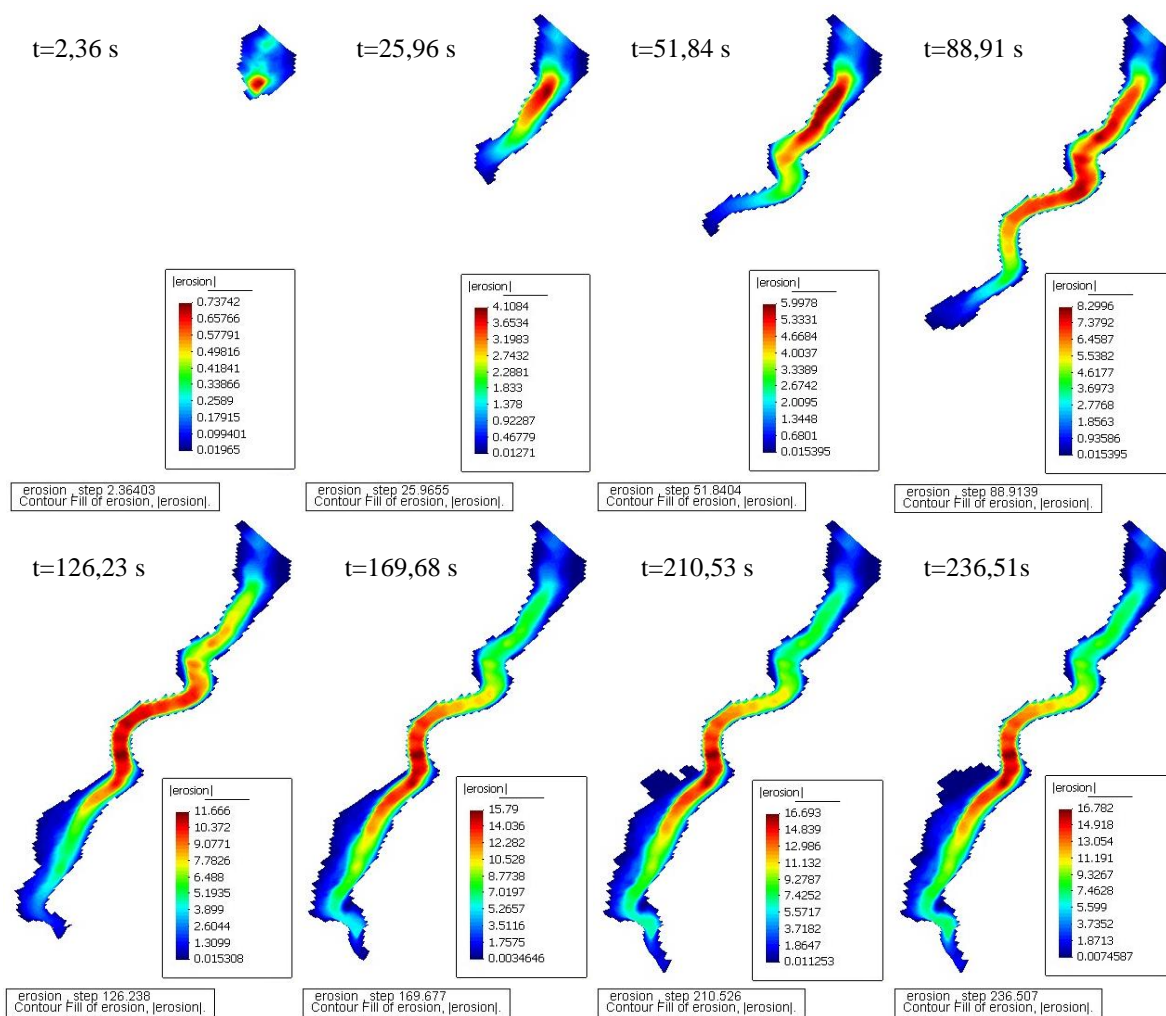 t=2,36 s
|erosion|
0.73742
0.65766
0.57791
0.49816
0.41841
0.33866
0.2589
0.17915
0.099401
0.01965
erosion , step 2.36403
Contour Fill of erosion, |erosion|.
t=25,96 s
|erosion|
4.1084
3.6534
3.1983
2.7432
2.2881
1.833
1.378
0.92287
0.46779
0.01271
erosion , step 25.9655
Contour Fill of erosion, |erosion|.
t=51,84 s
|erosion|
5.9978
5.3331
4.6684
4.0037
3.3389
2.6742
2.0095
1.3448
0.6801
0.015395
erosion , step 51.8404
Contour Fill of erosion, |erosion|.
t=88,91 s
|erosion|
8.2996
7.3792
6.4587
5.5382
4.6177
3.6973
2.7768
1.8563
0.93586
0.015395
erosion , step 88.9139
Contour Fill of erosion, |erosion|.
t=126,23 s
|erosion|
11.666
10.372
9.0771
7.7826
6.488
5.1935
3.899
2.6044
1.3099
0.015308
erosion , step 126.238
Contour Fill of erosion, |erosion|.
t=169,68 s
|erosion|
15.79
14.036
12.282
10.528
8.7738
7.0197
5.2657
3.5116
1.7575
0.0034646
erosion , step 169.677
Contour Fill of erosion, |erosion|.
t=210,53 s
|erosion|
16.693
14.839
12.986
11.132
9.2787
7.4252
5.5717
3.7182
1.8647
0.011253
erosion , step 210.526
Contour Fill of erosion, |erosion|.
t=236,51s
|erosion|
16.782
14.918
13.054
11.191
9.3267
7.4628
5.599
3.7352
1.8713
0.0074587
erosion , step 236.507
Contour Fill of erosion, |erosion|.